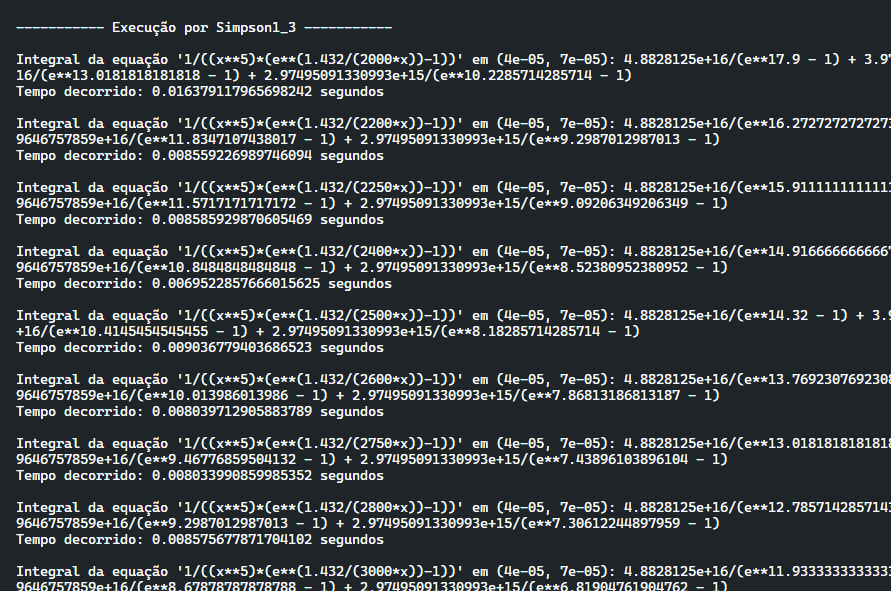 ----------- Execução por Simpson1_3 -----------
Integral da equação '1/((x**5)*(e**(1.432/(2000*x))-1))' em (4e-05, 7e-05): 4.8828125e+16/(e**17.9 - 1) + 3.97
16/(e**13.0181818181818 - 1) + 2.97495091330993e+15/(e**10.2285714285714 - 1)
Tempo decorrido: 0.016379117965698242 segundos
Integral da equação '1/((x**5)*(e**(1.432/(2200*x))-1))' em (4e-05, 7e-05): 4.8828125e+16/(e**16.2727272727273
9646757859e+16/(e**11.8347107438017 - 1) + 2.97495091330993e+15/(e**9.2987012987013 - 1)
Tempo decorrido: 0.008559226989746094 segundos
Integral da equação '1/((x**5)*(e**(1.432/(2250*x))-1))' em (4e-05, 7e-05): 4.8828125e+16/(e**15.9111111111111
9646757859e+16/(e**11.5717171717172 - 1) + 2.97495091330993e+15/(e**9.09206349206349 - 1)
Tempo decorrido: 0.008585929870605469 segundos
Integral da equação '1/((x**5)*(e**(1.432/(2400*x))-1))' em (4e-05, 7e-05): 4.8828125e+16/(e**14.9166666666667
9646757859e+16/(e**10.8484848484848 - 1) + 2.97495091330993e+15/(e**8.52380952380952 - 1)
Tempo decorrido: 0.0069522857666015625 segundos
Integral da equação '1/((x**5)*(e**(1.432/(2500*x))-1))' em (4e-05, 7e-05): 4.8828125e+16/(e**14.32 - 1) + 3.9
+16/(e**10.4145454545455 - 1) + 2.97495091330993e+15/(e**8.18285714285714 - 1)
Tempo decorrido: 0.009036779403686523 segundos
Integral da equação '1/((x**5)*(e**(1.432/(2600*x))-1))' em (4e-05, 7e-05): 4.8828125e+16/(e**13.7692307692308
9646757859e+16/(e**10.013986013986 - 1) + 2.97495091330993e+15/(e**7.86813186813187 - 1)
Tempo decorrido: 0.008039712905883789 segundos
Integral da equação '1/((x**5)*(e**(1.432/(2750*x))-1))' em (4e-05, 7e-05): 4.8828125e+16/(e**13.0181818181818
9646757859e+16/(e**9.46776859504132 - 1) + 2.97495091330993e+15/(e**7.43896103896104 - 1)
Tempo decorrido: 0.008033990859985352 segundos
Integral da equação '1/((x**5)*(e**(1.432/(2800*x))-1))' em (4e-05, 7e-05): 4.8828125e+16/(e**12.7857142857143
9646757859e+16/(e**9.2987012987013 - 1) + 2.97495091330993e+15/(e**7.30612244897959 - 1)
Tempo decorrido: 0.008575677871704102 segundos
Integral da equação '1/((x**5)*(e**(1.432/(3000*x))-1))' em (4e-05, 7e-05): 4.8828125e+16/(e**11.9333333333333
9646757859e+16/(e**8.67878787878788 - 1) + 2.97495091330993e+15/(e**6.81904761904762 - 1)